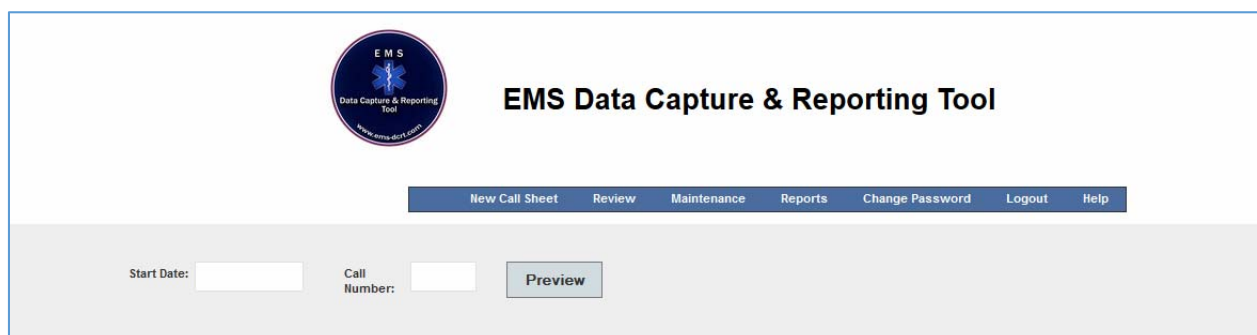 E M S
Data Capture & Reporting
Tool
www.ems-dcrt.com
EMS Data Capture & Reporting Tool
New Call Sheet Review Maintenance Reports Change Password Logout Help
Start Date:
Call
Number:
Preview